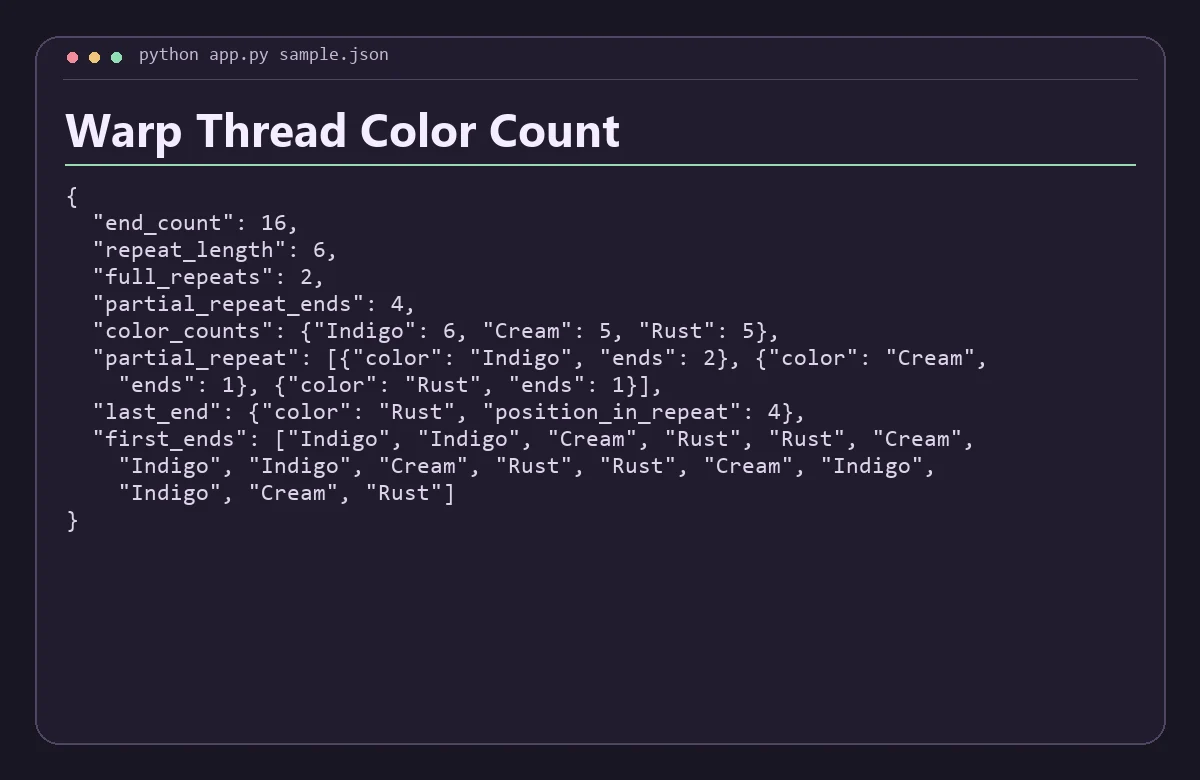 python app.py sample.json
Warp Thread Color Count
{
  "end_count": 16,
  "repeat_length": 6,
  "full_repeats": 2,
  "partial_repeat_ends": 4,
  "color_counts": {"Indigo": 6, "Cream": 5, "Rust": 5},
  "partial_repeat": [{"color": "Indigo", "ends": 2}, {"color": "Cream",
    "ends": 1}, {"color": "Rust", "ends": 1}],
  "last_end": {"color": "Rust", "position_in_repeat": 4},
  "first_ends": ["Indigo", "Indigo", "Cream", "Rust", "Rust", "Cream",
    "Indigo", "Indigo", "Cream", "Rust", "Rust", "Cream", "Indigo",
    "Indigo", "Cream", "Rust"]
}